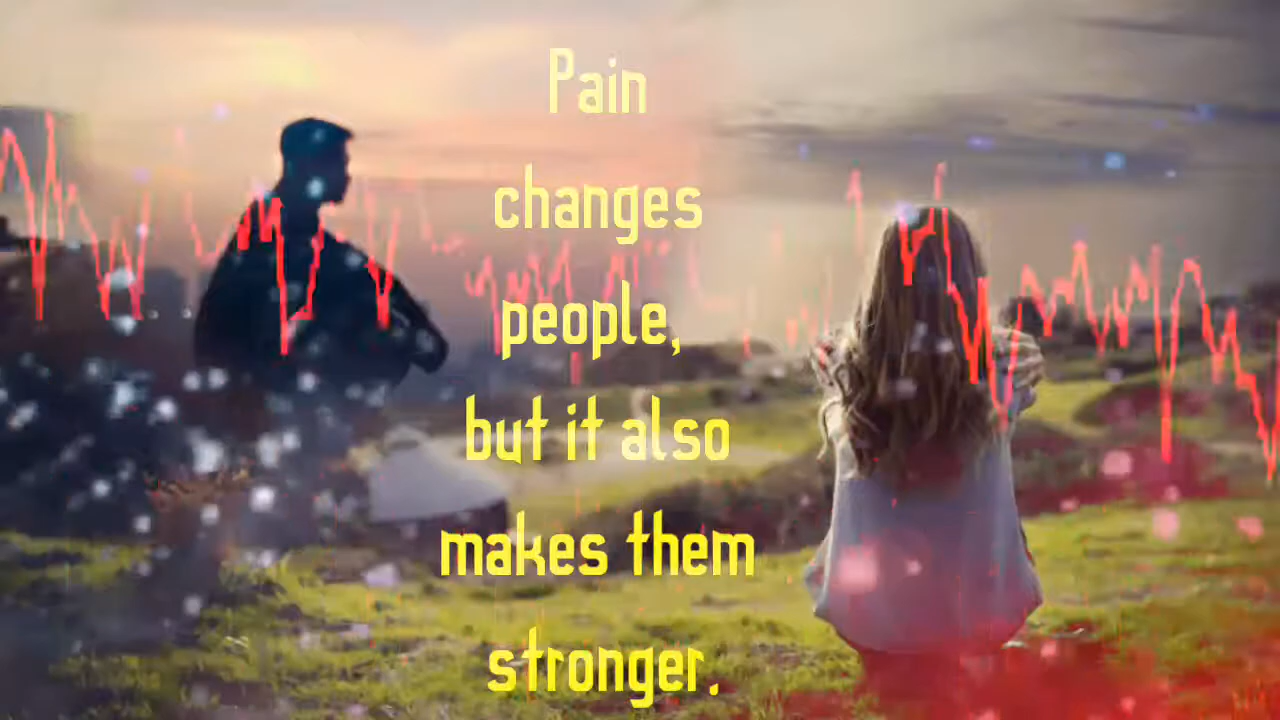 Pain
changes
people,
but it also
makes them
stronger.